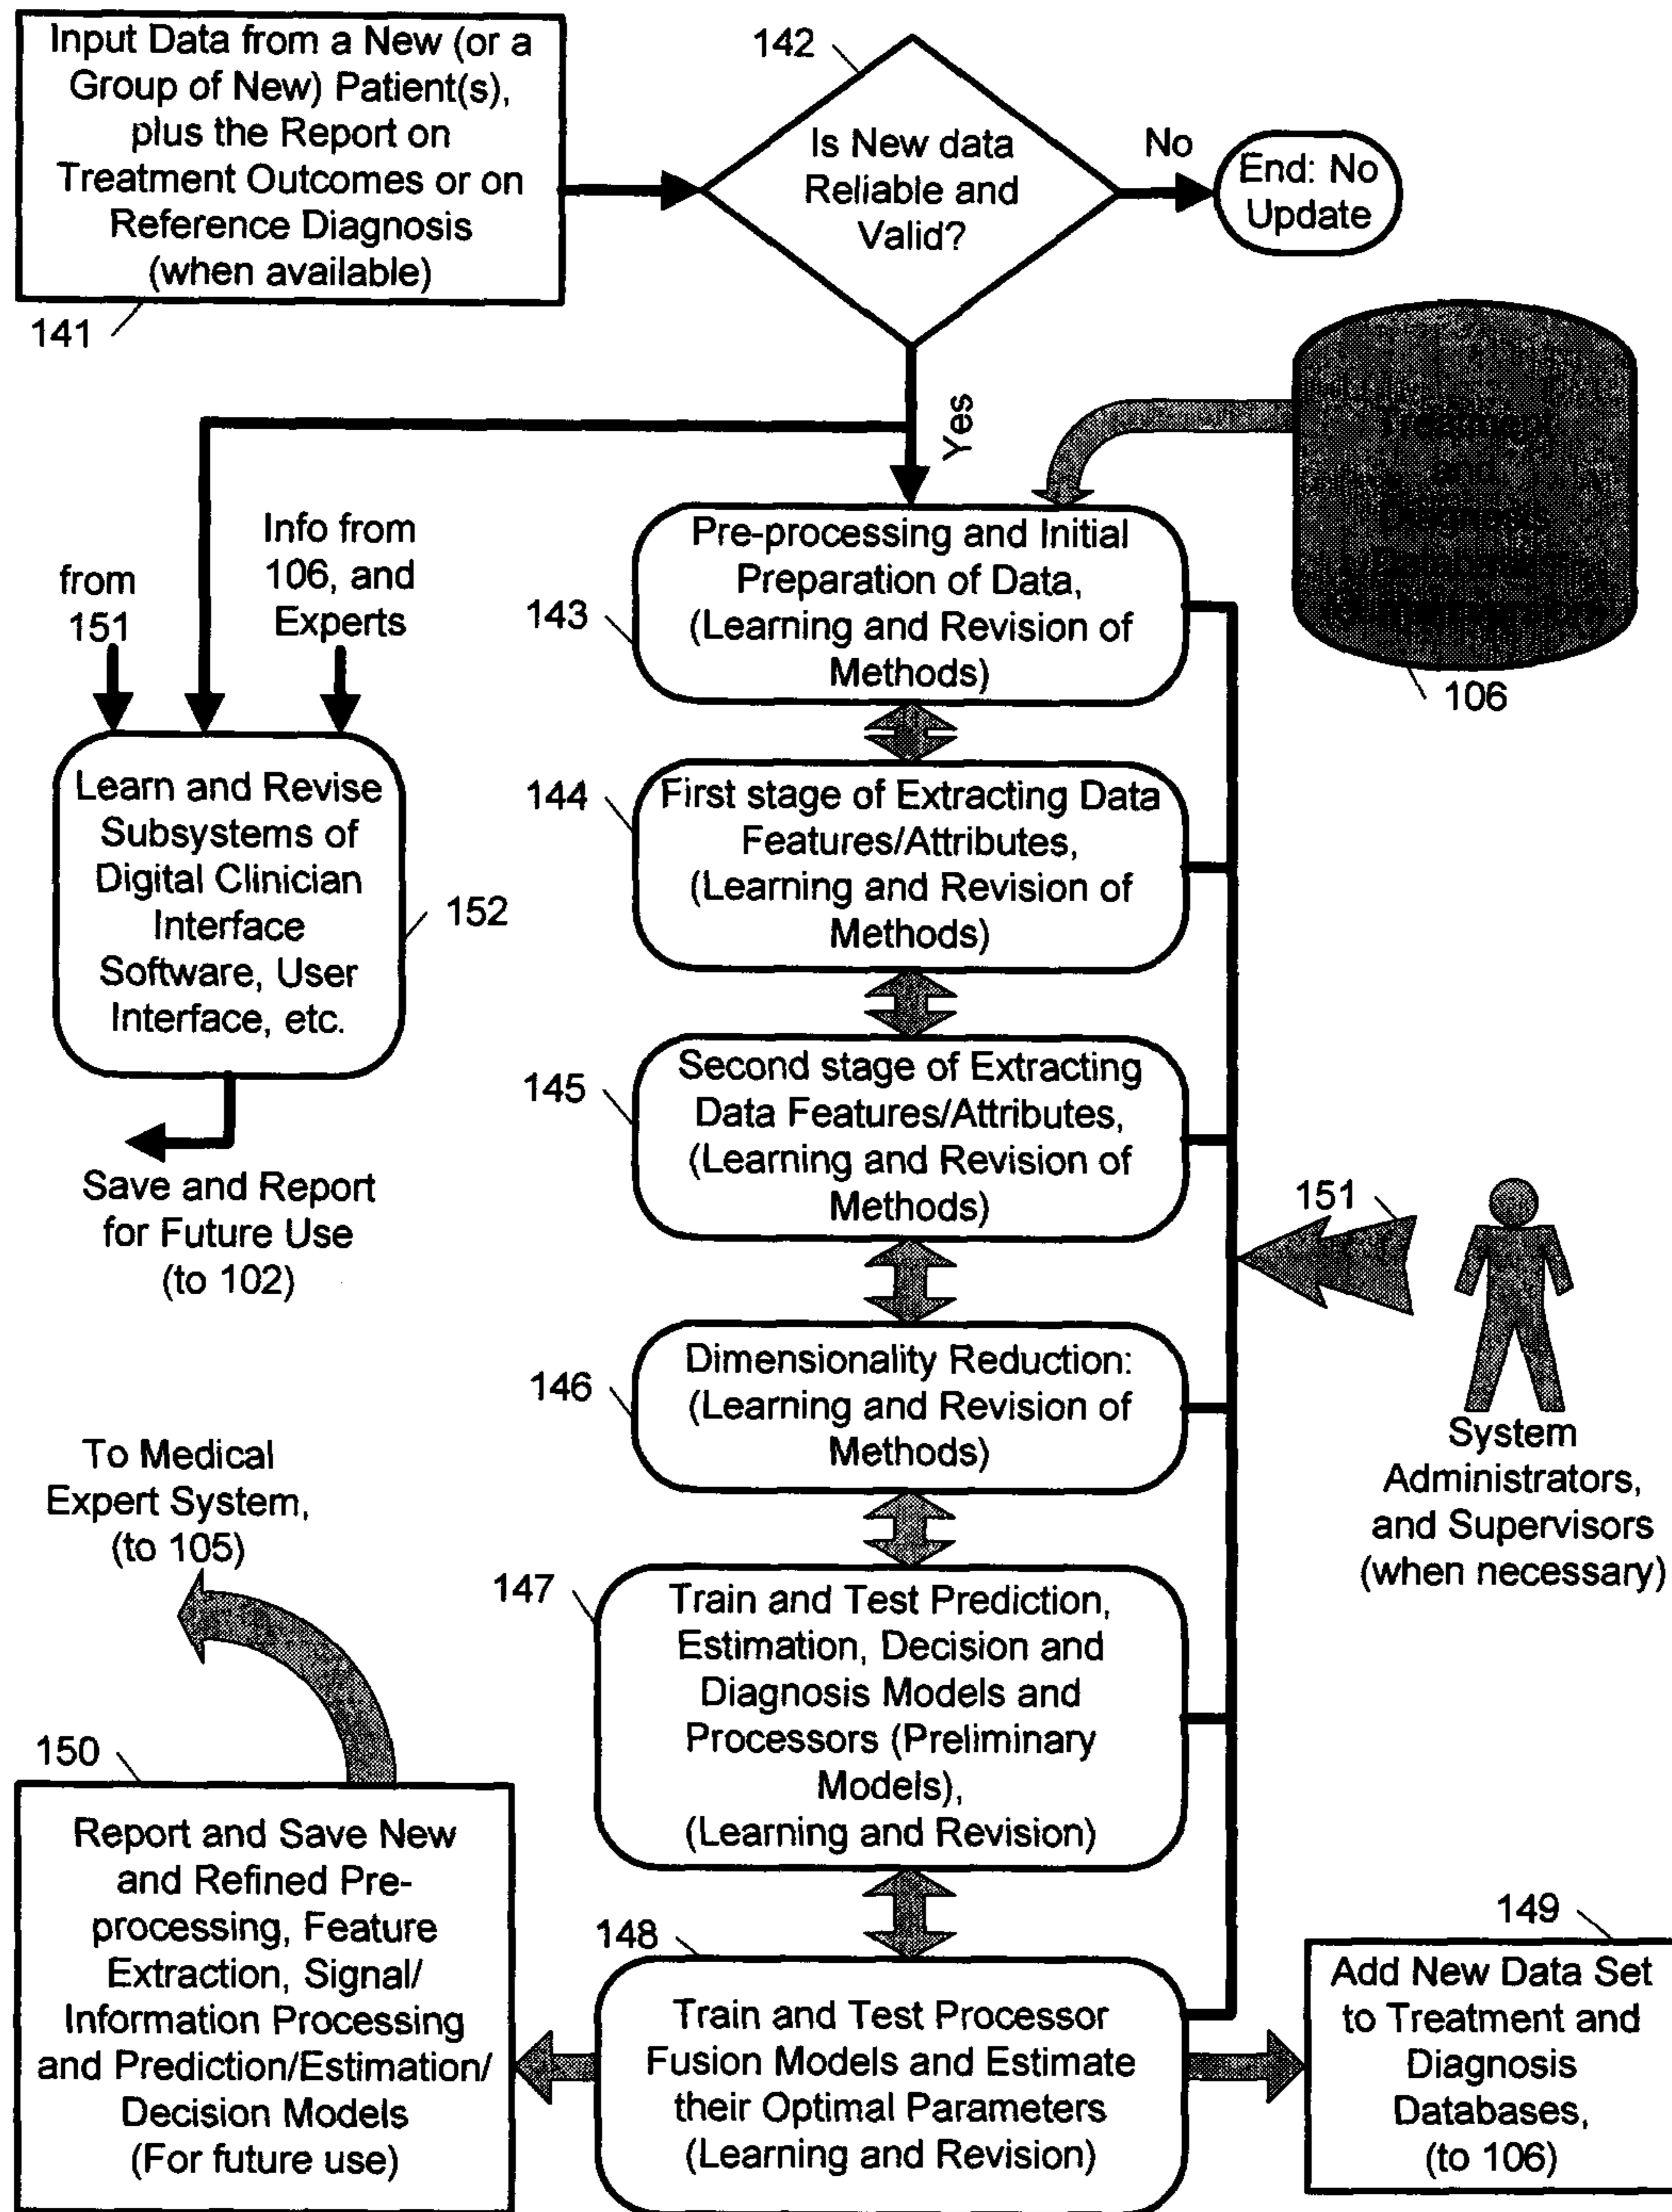 Input Data from a New (or a
Group of New) Patient(s),
plus the Report on
Treatment Outcomes or on
Reference Diagnosis
(when available)
141
142
Is New data
Reliable and
Valid?
No
End: No
Update
Yes
Treatment
and
Diagnosis
Databases
106
from
151
Info from
106, and
Experts
Learn and Revise
Subsystems of
Digital Clinician
Interface
Software, User
Interface, etc.
152
Save and Report
for Future Use
(to 102)
143
Pre-processing and Initial
Preparation of Data,
(Learning and Revision of
Methods)
144
First stage of Extracting Data
Features/Attributes,
(Learning and Revision of
Methods)
145
Second stage of Extracting
Data Features/Attributes,
(Learning and Revision of
Methods)
151
System
Administrators,
and Supervisors
(when necessary)
146
Dimensionality Reduction:
(Learning and Revision of
Methods)
To Medical
Expert System,
(to 105)
147
Train and Test Prediction,
Estimation, Decision and
Diagnosis Models and
Processors (Preliminary
Models),
(Learning and Revision)
150
Report and Save New
and Refined Pre-
processing, Feature
Extraction, Signal/
Information Processing
and Prediction/Estimation/
Decision Models
(For future use)
148
Train and Test Processor
Fusion Models and Estimate
their Optimal Parameters
(Learning and Revision)
149
Add New Data Set
to Treatment and
Diagnosis
Databases,
(to 106)